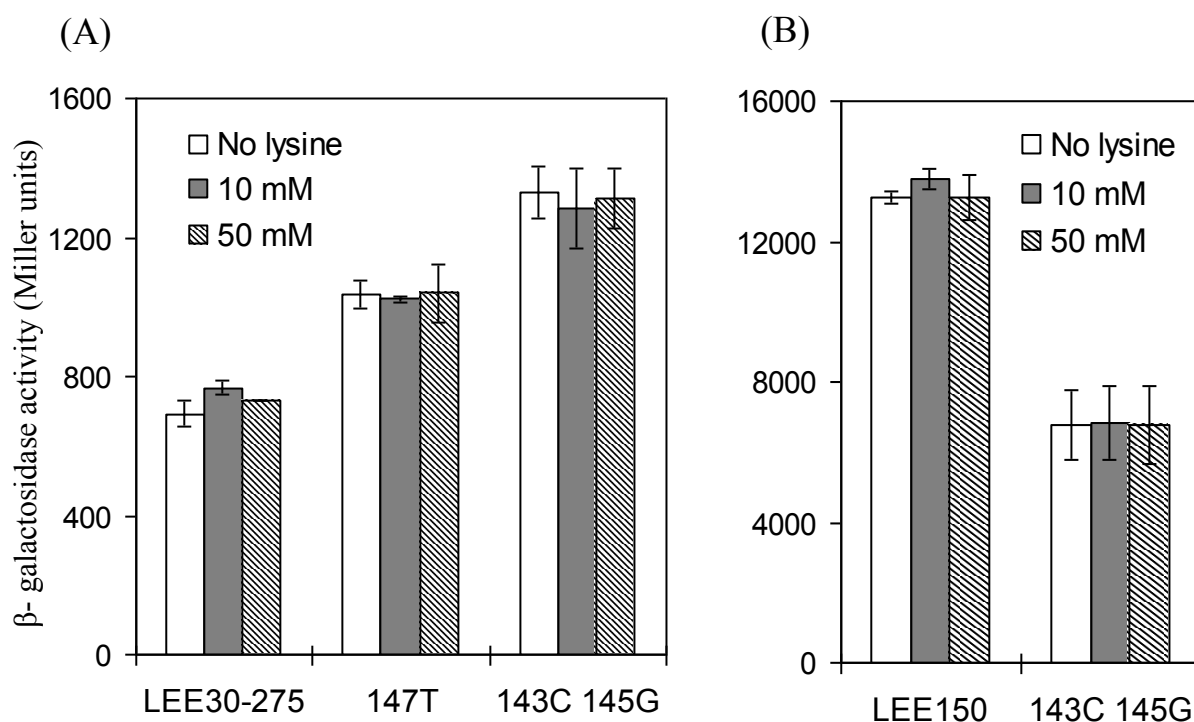 (A)
(B)
β- galactosidase activity (Miller units)
1600
1200
800
400
0
No lysine
10 mM
50 mM
LEE30-275
147T
143C 145G
16000
12000
8000
4000
0
No lysine
10 mM
50 mM
LEE150
143C 145G